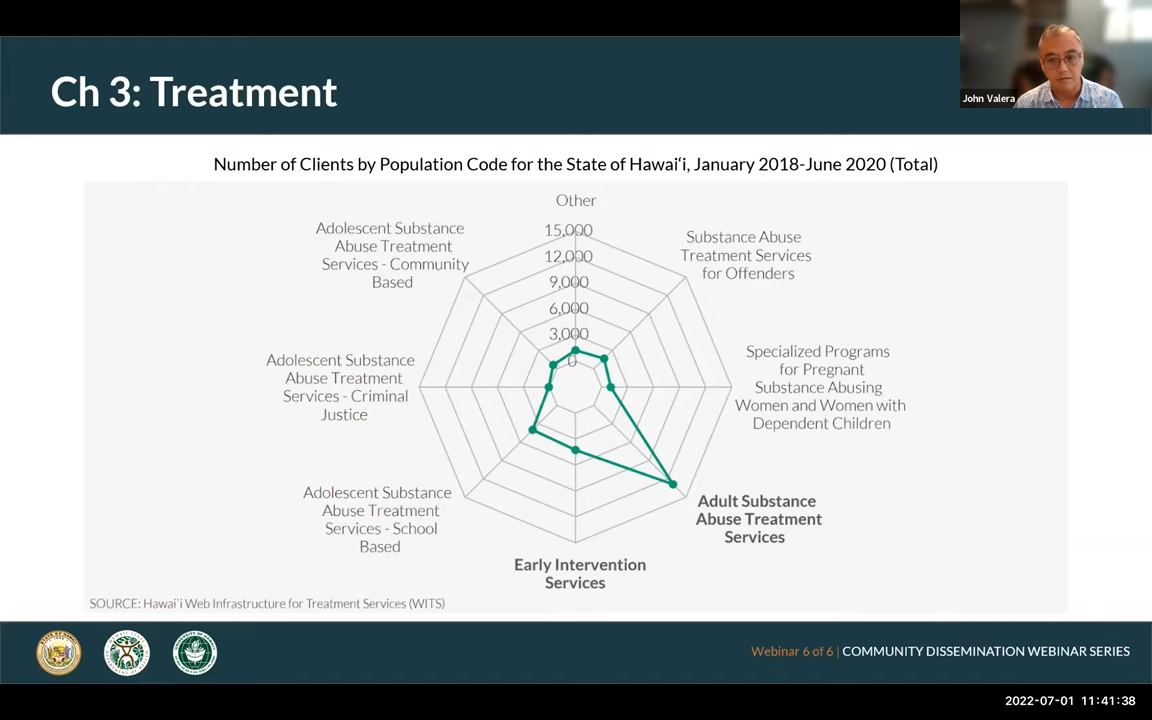 Ch 3: Treatment
John Valera
Number of Clients by Population Code for the State of Hawaiʻi, January 2018-June 2020 (Total)
Other
15,000
12,000
9,000
6,000
3,000
0
Substance Abuse
Treatment Services
for Offenders
Specialized Programs
for Pregnant
Substance Abusing
Women and Women with
Dependent Children
Adult Substance
Abuse Treatment
Services
Early Intervention
Services
Adolescent Substance
Abuse Treatment
Services - School
Based
Adolescent Substance
Abuse Treatment
Services - Criminal
Justice
Adolescent Substance
Abuse Treatment
Services - Community
Based
SOURCE: Hawai`i Web Infrastructure for Treatment Services (WITS)
Webinar 6 of 6 | COMMUNITY DISSEMINATION WEBINAR SERIES
2022-07-01 11:41:38